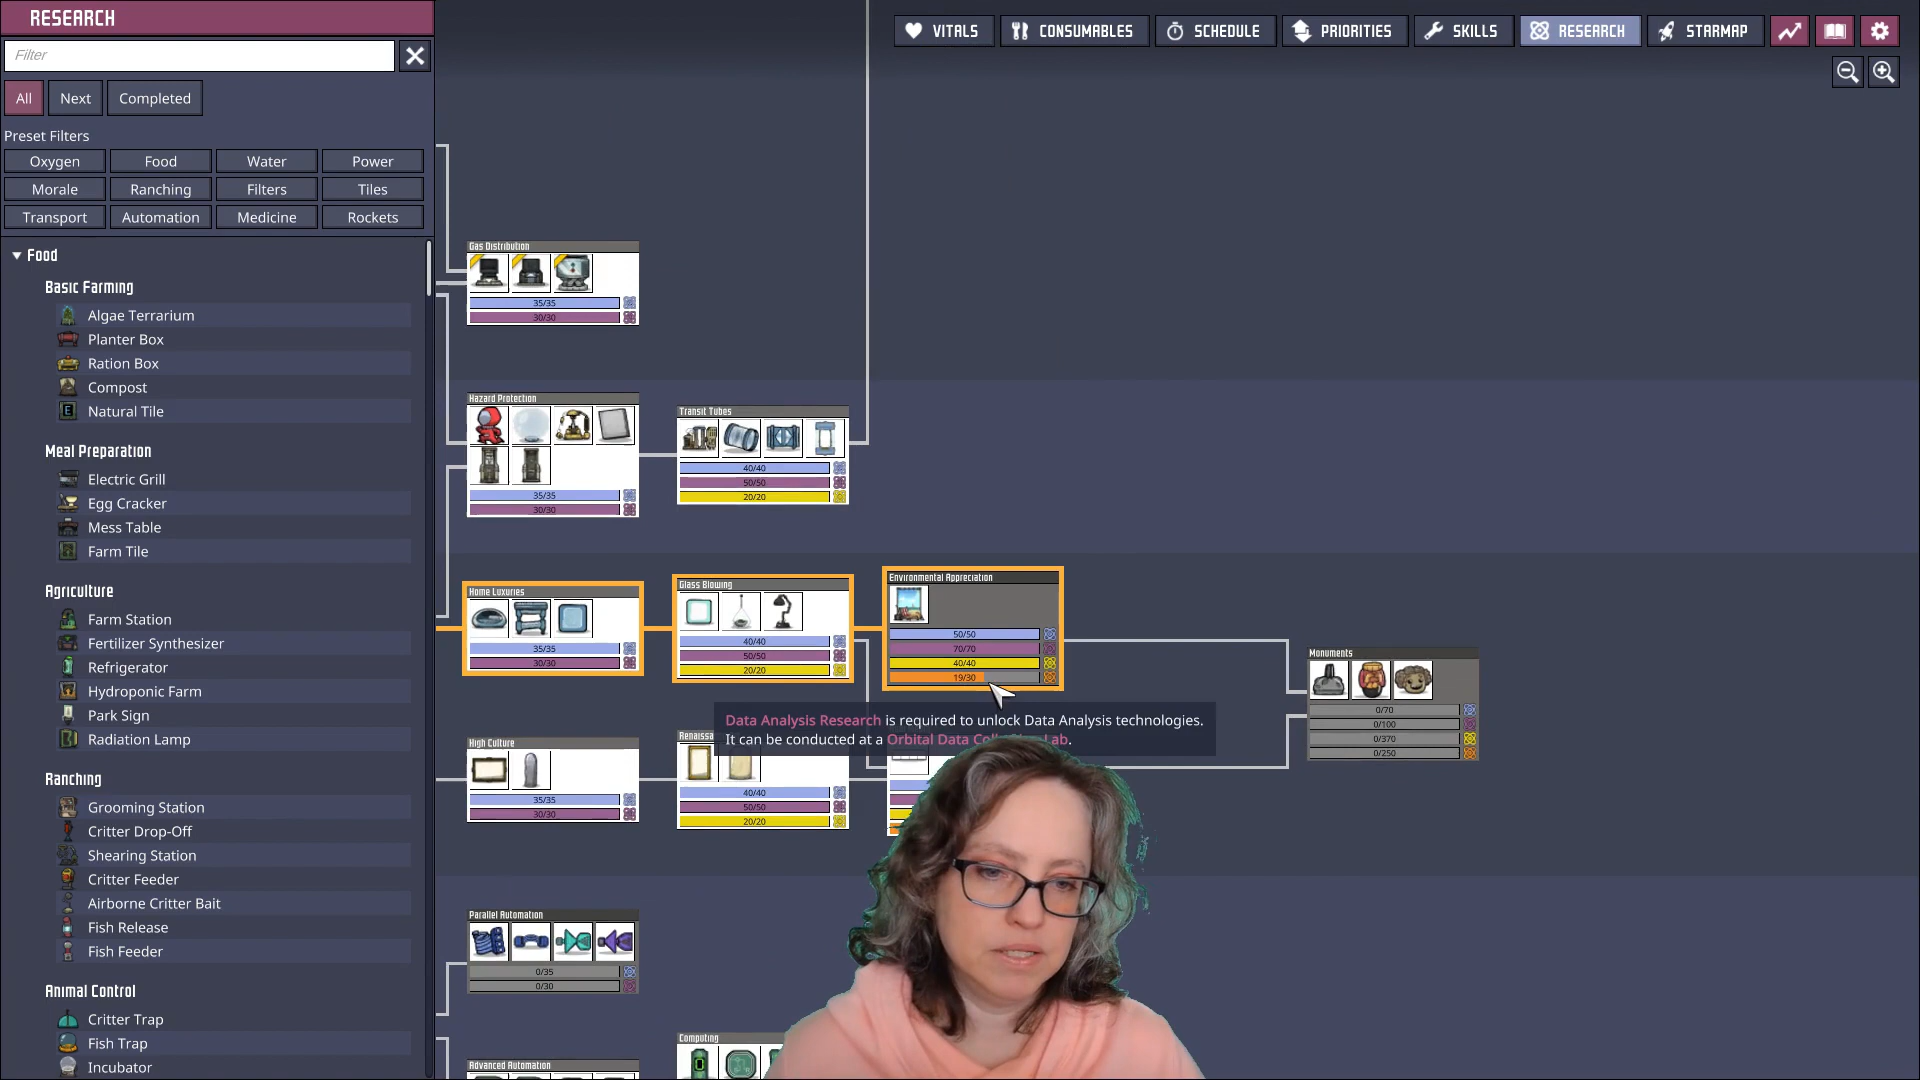 RESEARCH
Filter
All
Next
Completed
Preset Filters
Oxygen
Food
Water
Power
Morale
Ranching
Filters
Tiles
Transport
Automation
Medicine
Rockets
Food
Basic Farming
Algae Terrarium
Planter Box
Ration Box
Compost
Natural Tile
Meal Preparation
Electric Grill
Egg Cracker
Mess Table
Farm Tile
Agriculture
Farm Station
Fertilizer Synthesizer
Refrigerator
Hydroponic Farm
Park Sign
Radiation Lamp
Ranching
Grooming Station
Critter Drop-Off
Shearing Station
Critter Feeder
Airborne Critter Bait
Fish Release
Fish Feeder
Animal Control
Critter Trap
Fish Trap
Incubator
VITALS
CONSUMABLES
SCHEDULE
PRIORITIES
SKILLS
RESEARCH
STARMAP
Gas Distribution
35/35
30/30
Hazard Protection
35/35
30/30
Transit Tubes
40/40
50/50
20/20
Home Luxuries
35/35
30/30
Glass Blowing
40/40
50/50
20/20
Environmental Appreciation
50/50
70/70
40/40
19/30
Monuments
0/70
0/100
0/370
0/250
Data Analysis Research is required to unlock Data Analysis technologies.
It can be conducted at a Orbital Data Lab.
High Culture
35/35
30/30
40/40
50/50
20/20
Parallel Automation
0/35
0/30
Advanced Automation
Computing